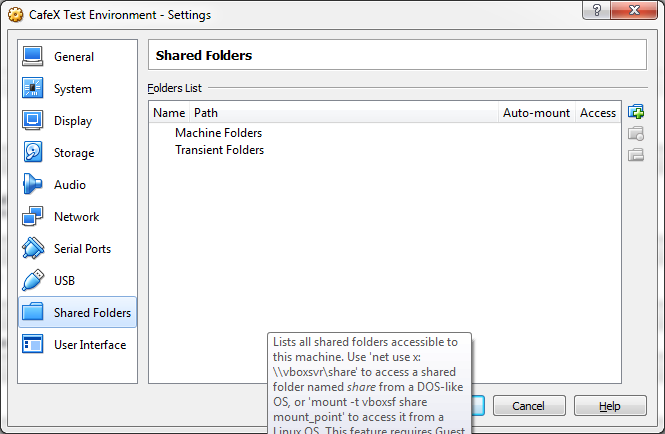 CafeX Test Environment - Settings
General
System
Display
Storage
Audio
Network
Serial Ports
USB
Shared Folders
User Interface
Shared Folders
Folders List
Name Path Auto-mount Access
Machine Folders
Transient Folders
Lists all shared folders accessible to
this machine. Use 'net use x:
\\vboxsvr\share' to access a shared
folder named share from a DOS-like
OS, or 'mount -t vboxsf share
mount_point' to access it from a
Linux OS. This feature requires Guest
Cancel
Help